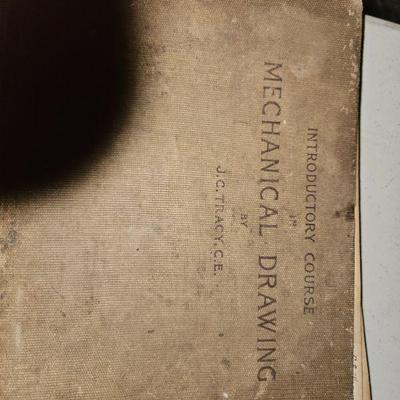 INTRODUCTORY COURSE
IN
MECHANICAL DRAWING
BY
J.C. TRACY, C.E.